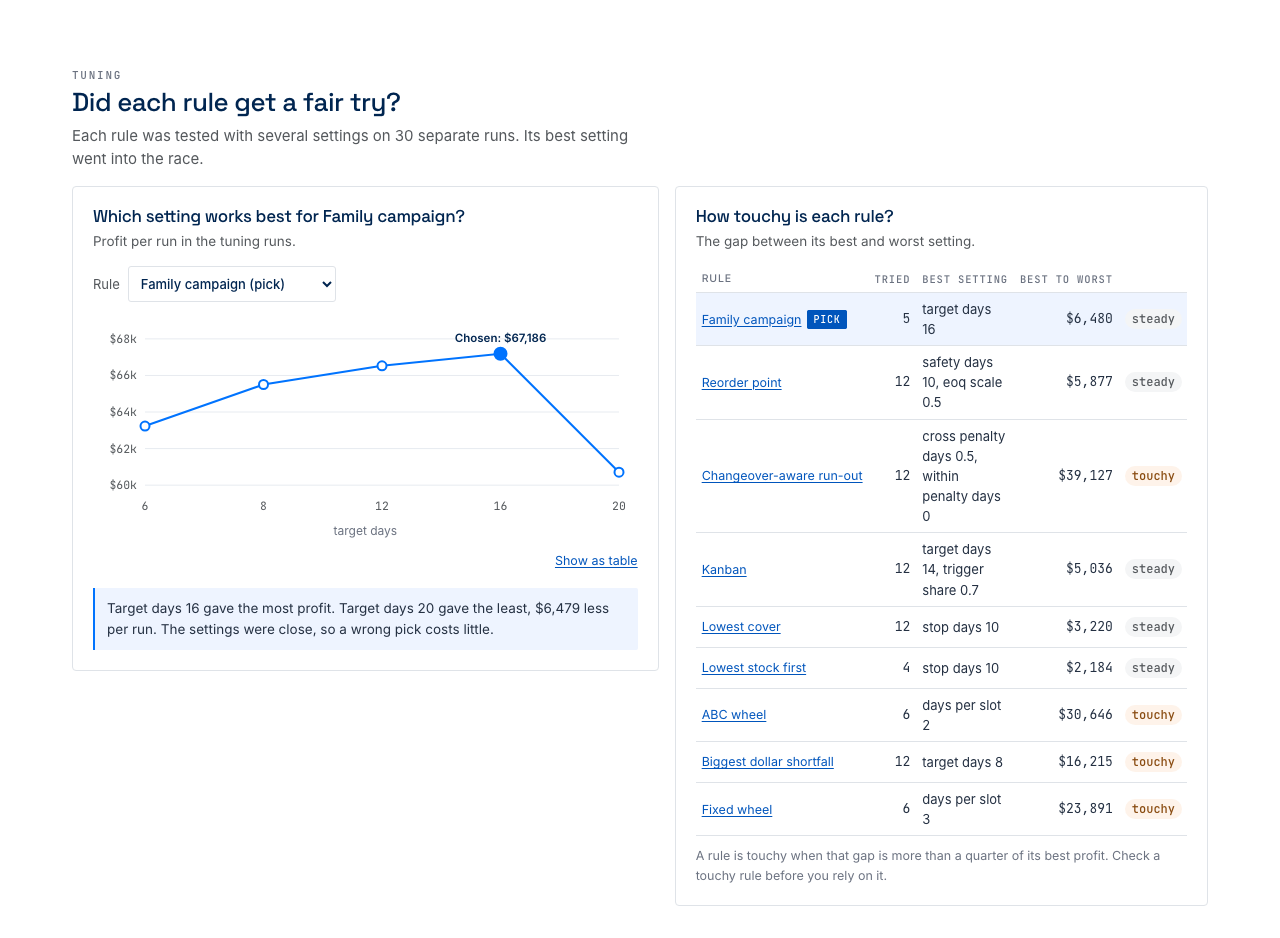 TUNING
Did each rule get a fair try?
Each rule was tested with several settings on 30 separate runs. Its best setting
went into the race.
Which setting works best for Family campaign?
Profit per run in the tuning runs.
Rule Family campaign (pick)
Chosen: $67,186
$68k
$66k
$64k
$62k
$60k
6 8 12 16 20
target days
Show as table
Target days 16 gave the most profit. Target days 20 gave the least, $6,479 less
per run. The settings were close, so a wrong pick costs little.
How touchy is each rule?
The gap between its best and worst setting.
RULE TRIED BEST SETTING BEST TO WORST
Family campaign PICK 5 target days
16 $6,480 steady
Reorder point 12 safety days
10, eoq scale
0.5 $5,877 steady
Changeover-aware run-out 12 cross penalty
days 0.5,
within
penalty days
0 $39,127 touchy
Kanban 12 target days
14, trigger
share 0.7 $5,036 steady
Lowest cover 12 stop days 10 $3,220 steady
Lowest stock first 4 stop days 10 $2,184 steady
ABC wheel 6 days per slot
2 $30,646 touchy
Biggest dollar shortfall 12 target days 8 $16,215 touchy
Fixed wheel 6 days per slot
3 $23,891 touchy
A rule is touchy when that gap is more than a quarter of its best profit. Check a
touchy rule before you rely on it.